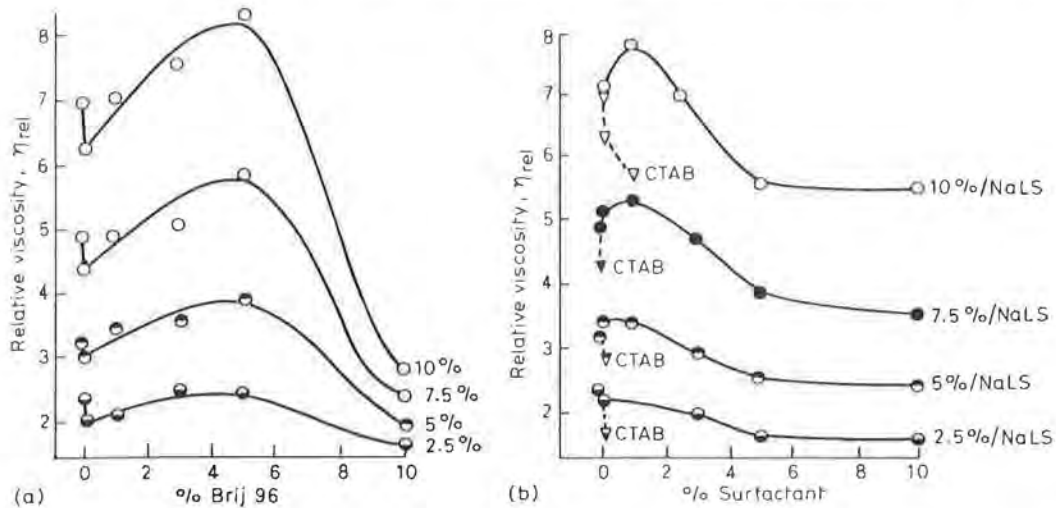 Relative viscosity, ηrel
8
7
6
5
4
3
2
10%
7.5%
5%
2.5%
0 2 4 6 8 10
(a) % Brij 96
Relative viscosity, ηrel
8
7
6
5
4
3
2
CTAB
10%/NaLS
CTAB
7.5%/NaLS
CTAB
5%/NaLS
CTAB
2.5%/NaLS
0 2 4 6 8 10
(b) % Surfactant